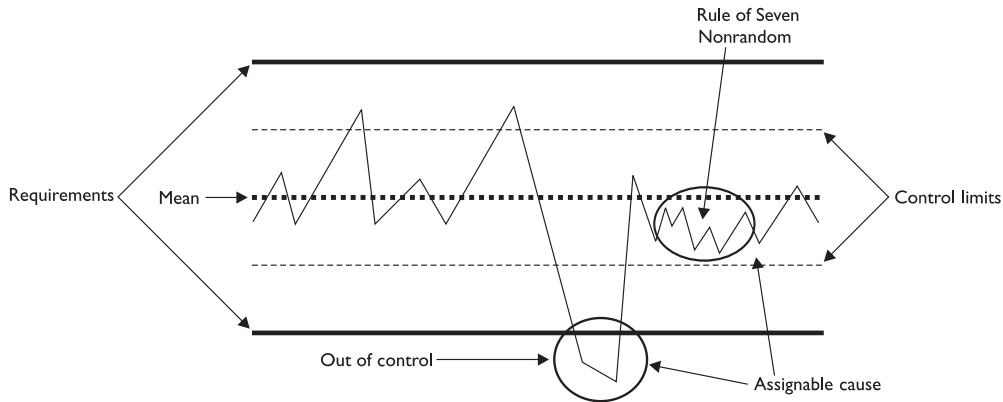 Rule of Seven
Nonrandom
Requirements
Mean
Control limits
Out of control
Assignable cause